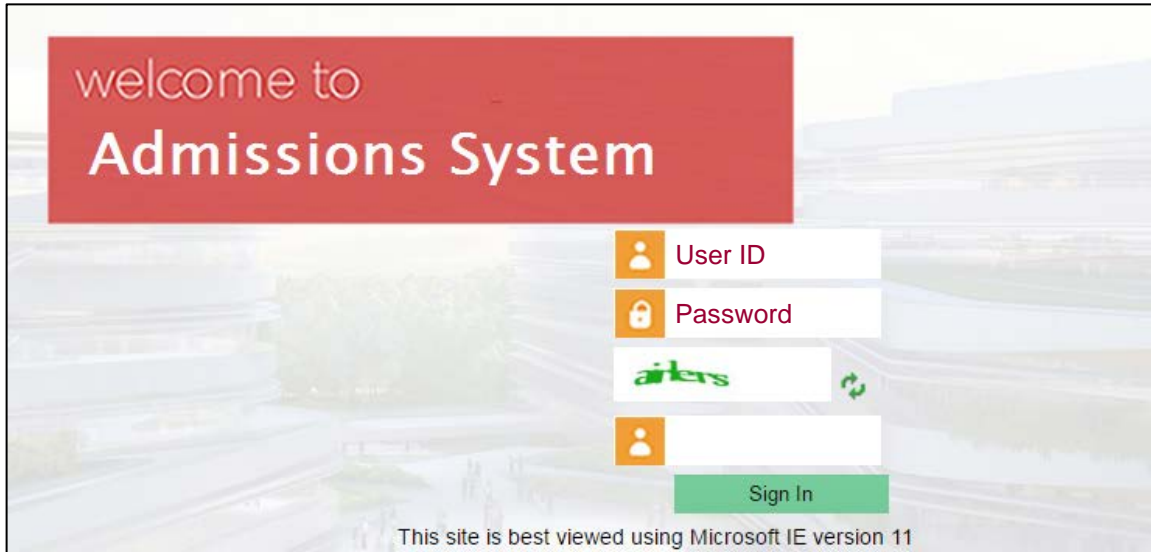 welcome to
Admissions System
User ID
Password
Sign In
This site is best viewed using Microsoft IE version 11